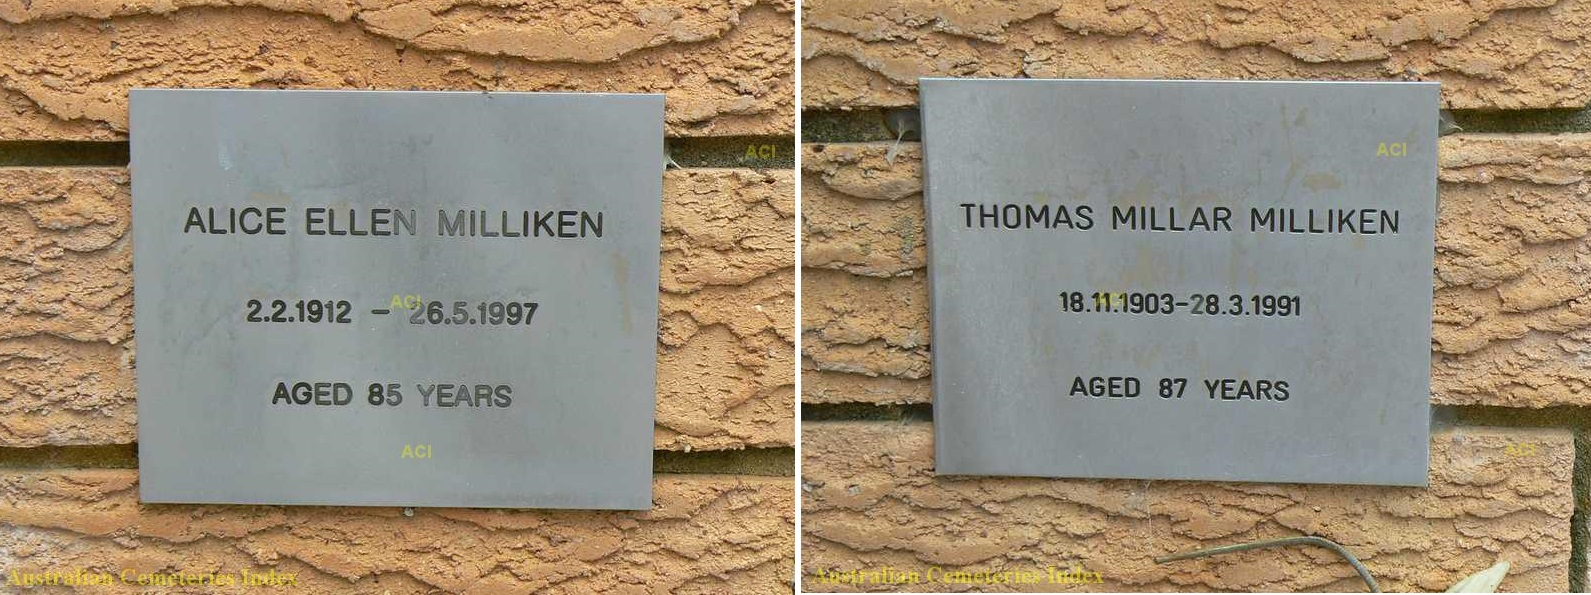 ALICE ELLEN MILLIKEN
2.2.1912 - 26.5.1997
AGED 85 YEARS
ACI
ACI
ACI
Australian Cemeteries Index
THOMAS MILLAR MILLIKEN
18.11.1903-28.3.1991
AGED 87 YEARS
ACI
ACI
ACI
Australian Cemeteries Index